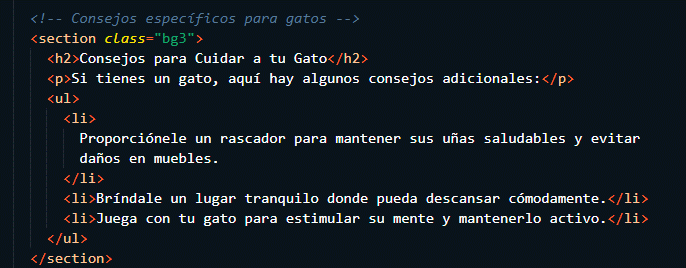 <!-- Consejos específicos para gatos -->
<section class="bg3">
<h2>Consejos para Cuidar a tu Gato</h2>
<p>Si tienes un gato, aquí hay algunos consejos adicionales:</p>
<ul>
<li>
Proporciónele un rascador para mantener sus uñas saludables y evitar
daños en muebles.
</li>
<li>Bríndale un lugar tranquilo donde pueda descansar cómodamente.</li>
<li>Juega con tu gato para estimular su mente y mantenerlo activo.</li>
</ul>
</section>